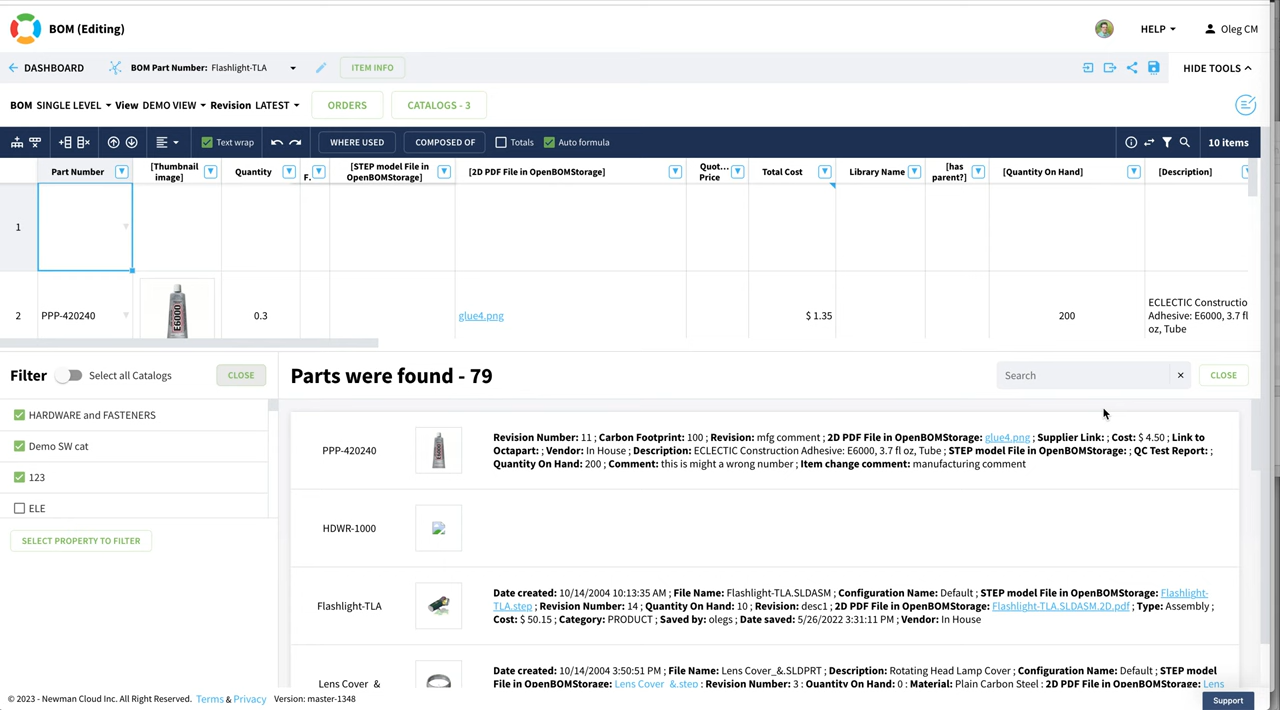 BOM (Editing)
HELP
Oleg CM
DASHBOARD
BOM Part Number: Flashlight-TLA
ITEM INFO
HIDE TOOLS
BOM SINGLE LEVEL View DEMO VIEW Revision LATEST
ORDERS
CATALOGS - 3
Text wrap
WHERE USED
COMPOSED OF
Totals
Auto formula
10 items
Part Number
[Thumbnail
image]
Quantity
F.
[STEP model File in
OpenBOMStorage]
[2D PDF File in OpenBOMStorage]
Quot...
Price
Total Cost
Library Name
[has
parent?]
[Quantity On Hand]
[Description]
1
2
PPP-420240
E6000
0.3
glue4.png
$ 1.35
200
ECLECTIC Constructio
Adhesive: E6000, 3.7 fl
oz, Tube
Filter
Select all Catalogs
CLOSE
Parts were found - 79
Search
CLOSE
HARDWARE and FASTENERS
Demo SW cat
123
ELE
SELECT PROPERTY TO FILTER
PPP-420240
Revision Number: 11 ; Carbon Footprint: 100 ; Revision: mfg comment ; 2D PDF File in OpenBOMStorage: glue4.png ; Supplier Link: ; Cost: $ 4.50 ; Link to
Octapart: ; Vendor: In House ; Description: ECLECTIC Construction Adhesive: E6000, 3.7 fl oz, Tube ; STEP model File in OpenBOMStorage: ; QC Test Report: ;
Quantity On Hand: 200 ; Comment: this is might a wrong number ; Item change comment: manufacturing comment
HDWR-1000
Flashlight-TLA
Date created: 10/14/2004 10:13:35 AM ; File Name: Flashlight-TLA.SLDASM ; Configuration Name: Default ; STEP model File in OpenBOMStorage: Flashlight-
TLA.step ; Revision Number: 14 ; Quantity On Hand: 10 ; Revision: desc1 ; 2D PDF File in OpenBOMStorage: Flashlight-TLA.SLDASM.2D.pdf ; Type: Assembly ;
Cost: $ 50.15 ; Category: PRODUCT ; Saved by: olegs ; Date saved: 5/26/2022 3:31:11 PM ; Vendor: In House
Lens Cover_&
Date created: 10/14/2004 3:50:51 PM ; File Name: Lens Cover_&.SLDPRT ; Description: Rotating Head Lamp Cover ; Configuration Name: Default ; STEP model
File in OpenBOMStorage: Lens Cover_&.step ; Revision Number: 3 ; Quantity On Hand: 0 ; Material: Plain Carbon Steel ; 2D PDF File in OpenBOMStorage: Lens
© 2023 - Newman Cloud Inc. All Right Reserved. Terms & Privacy Version: master-1348
Support